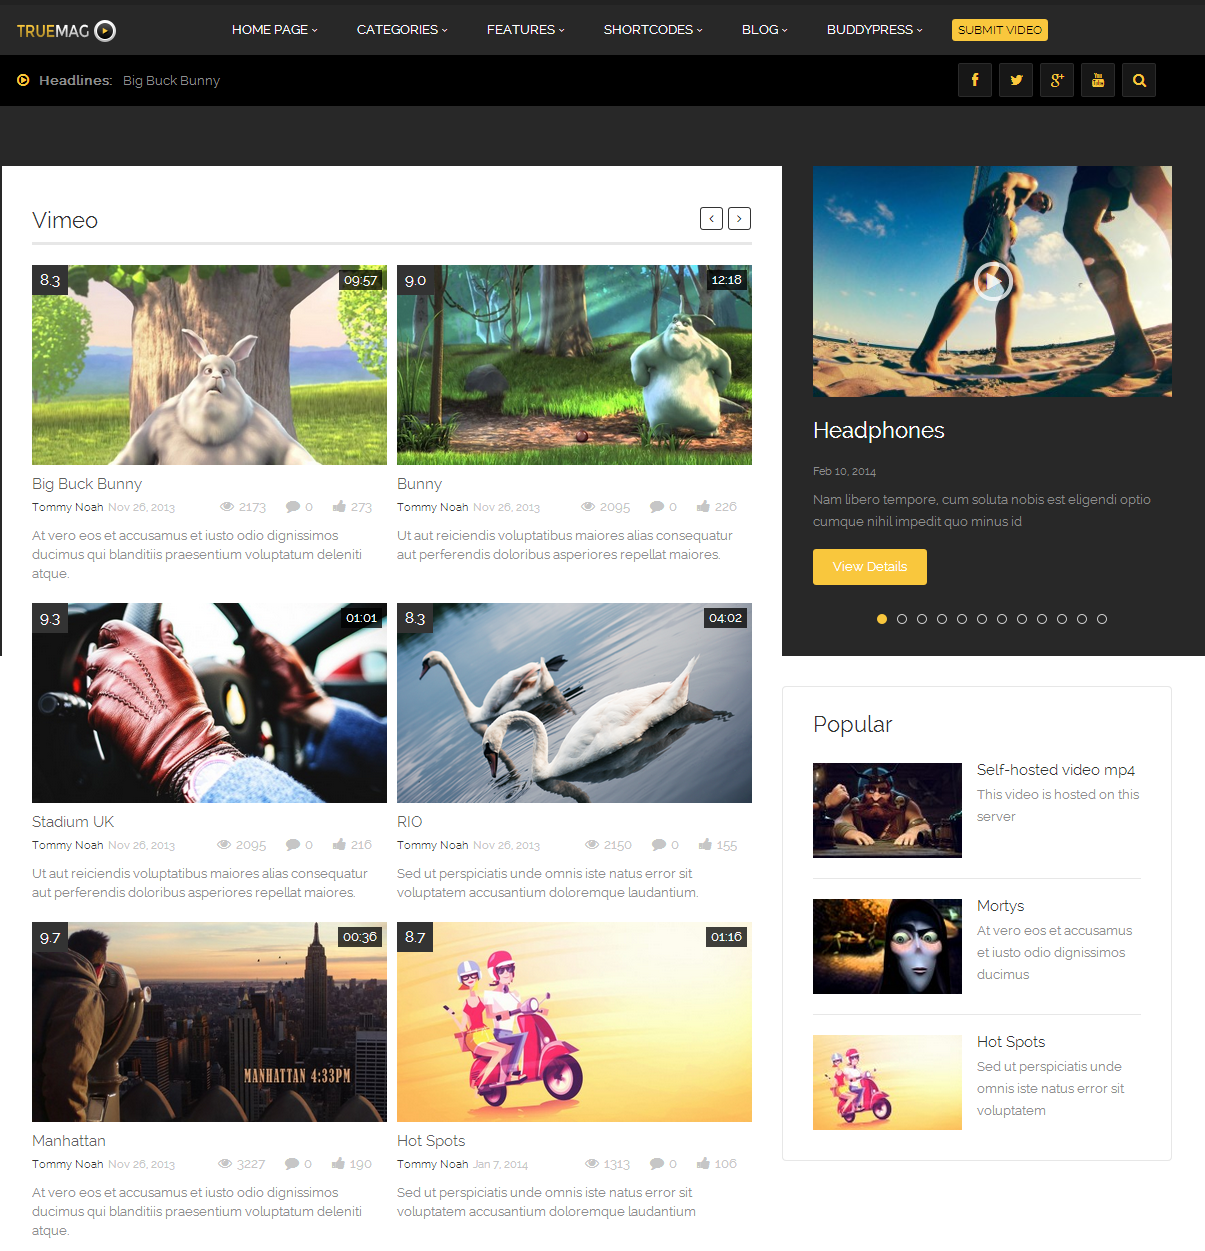 TRUEMAG
HOME PAGE
CATEGORIES
FEATURES
SHORTCODES
BLOG
BUDDYPRESS
SUBMIT VIDEO
Headlines: Big Buck Bunny
You
Tube
Vimeo
8.3
09:57
9.0
12:18
Big Buck Bunny
Tommy Noah Nov 26, 2013 2173 0 273
At vero eos et accusamus et iusto odio dignissimos
ducimus qui blanditiis praesentium voluptatum deleniti
atque.
Bunny
Tommy Noah Nov 26, 2013 2095 0 226
Ut aut reiciendis voluptatibus maiores alias consequatur
aut perferendis doloribus asperiores repellat maiores.
9.3
01:01
8.3
04:02
Stadium UK
Tommy Noah Nov 26, 2013 2095 0 216
Ut aut reiciendis voluptatibus maiores alias consequatur
aut perferendis doloribus asperiores repellat maiores.
RIO
Tommy Noah Nov 26, 2013 2150 0 155
Sed ut perspiciatis unde omnis iste natus error sit
voluptatem accusantium doloremque laudantium.
9.7
00:36
MANHATTAN 4:33PM
8.7
01:16
Manhattan
Tommy Noah Nov 26, 2013 3227 0 190
At vero eos et accusamus et iusto odio dignissimos
ducimus qui blanditiis praesentium voluptatum deleniti
atque.
Hot Spots
Tommy Noah Jan 7, 2014 1313 0 106
Sed ut perspiciatis unde omnis iste natus error sit
voluptatem accusantium doloremque laudantium
Headphones
Feb 10, 2014
Nam libero tempore, cum soluta nobis est eligendi optio
cumque nihil impedit quo minus id
View Details
Popular
Self-hosted video mp4
This video is hosted on this
server
Mortys
At vero eos et accusamus
et iusto odio dignissimos
ducimus
Hot Spots
Sed ut perspiciatis unde
omnis iste natus error sit
voluptatem